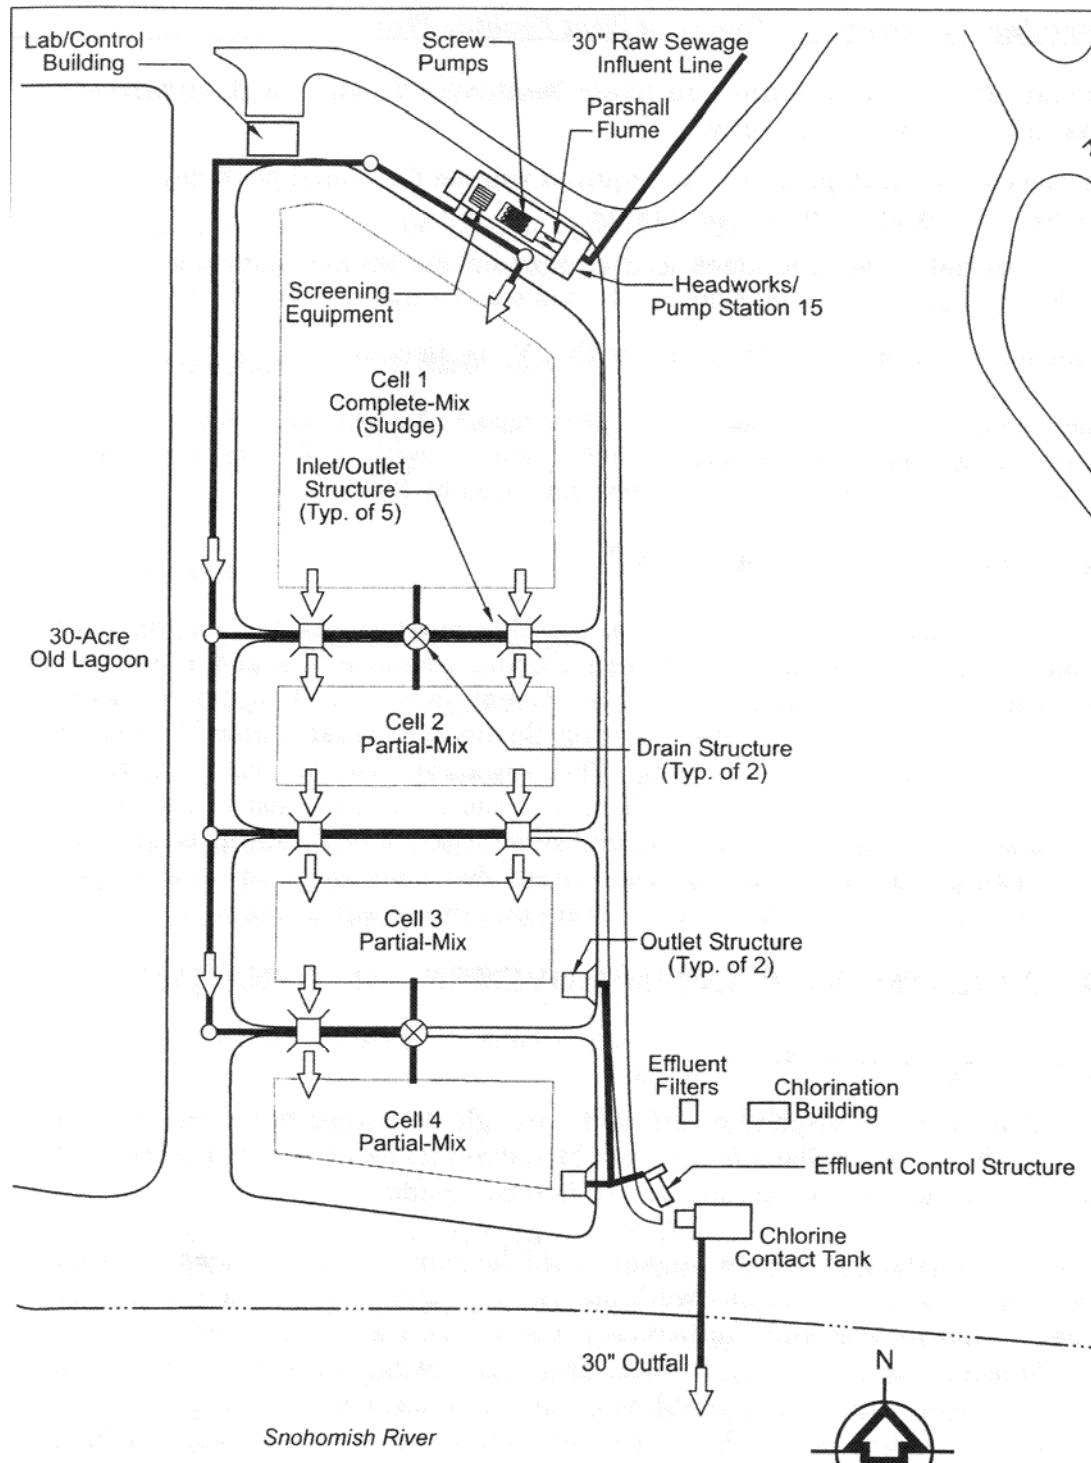 Lab/Control
Building
Screw
Pumps
30" Raw Sewage
Influent Line
Parshall
Flume
Screening
Equipment
Headworks/
Pump Station 15
Cell 1
Complete-Mix
(Sludge)
Inlet/Outlet
Structure
(Typ. of 5)
30-Acre
Old Lagoon
Cell 2
Partial-Mix
Drain Structure
(Typ. of 2)
Cell 3
Partial-Mix
Outlet Structure
(Typ. of 2)
Effluent
Filters
Chlorination
Building
Cell 4
Partial-Mix
Effluent Control Structure
Chlorine
Contact Tank
30" Outfall
N
Snohomish River